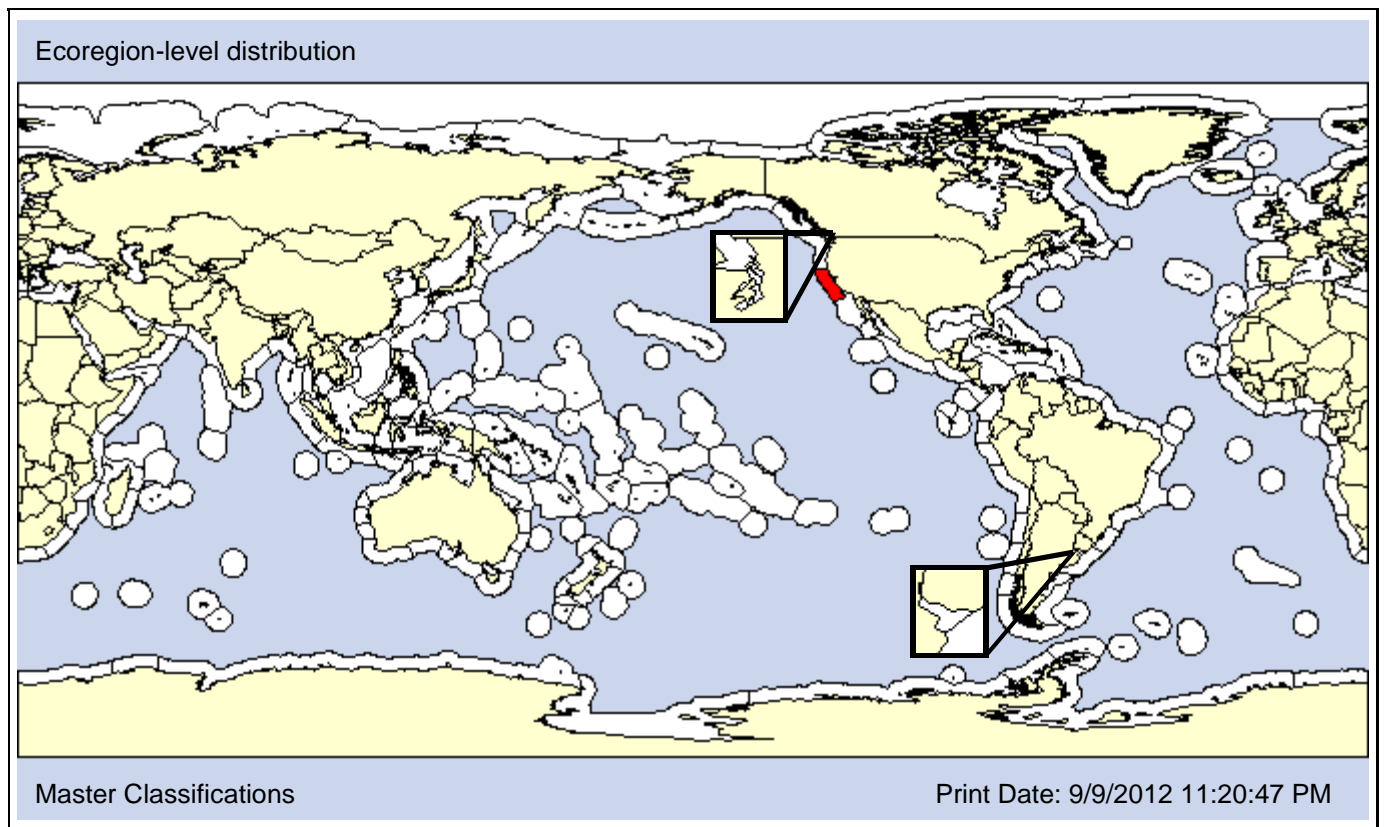 Ecoregion-level distribution
Master Classifications
Print Date: 9/9/2012 11:20:47 PM